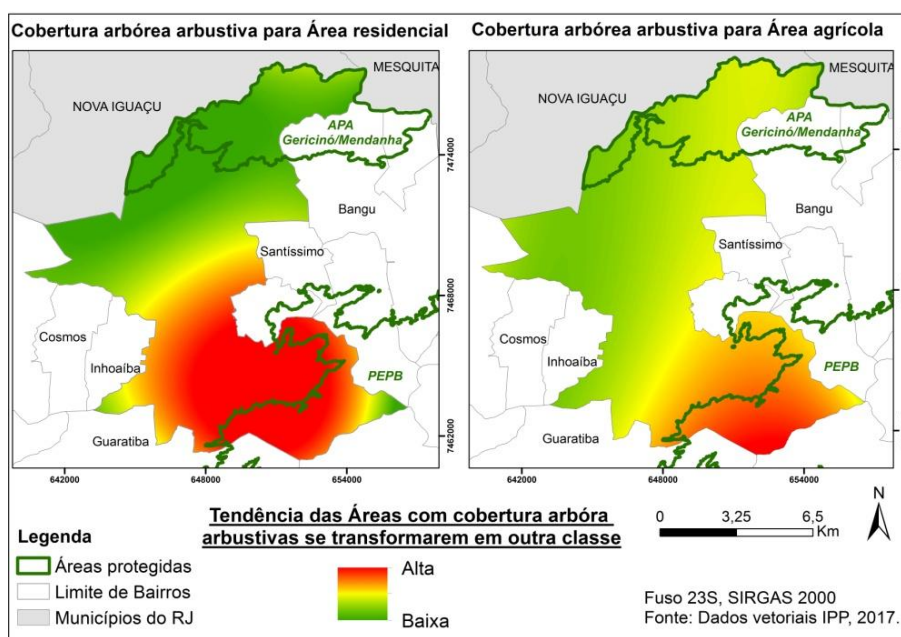 Cobertura arbórea arbustiva para Área residencial
MESQUITA
NOVA IGUAÇU
APA
Gericinó/Mendanha
Bangu
Santíssimo
Cosmos
Inhoaíba
PEPB
Guaratiba
7474000
7468000
7462000
642000
648000
654000
Cobertura arbórea arbustiva para Área agrícola
MESQUITA
NOVA IGUAÇU
APA
Gericinó/Mendanha
Bangu
Santíssimo
Cosmos
Inhoaíba
PEPB
Guaratiba
642000
648000
654000
Legenda
Áreas protegidas
Limite de Bairros
Municípios do RJ
Tendência das Áreas com cobertura arbóra
arbustivas se transformarem em outra classe
Alta
Baixa
0 3,25 6,5
Km
N
Fuso 23S, SIRGAS 2000
Fonte: Dados vetoriais IPP, 2017.